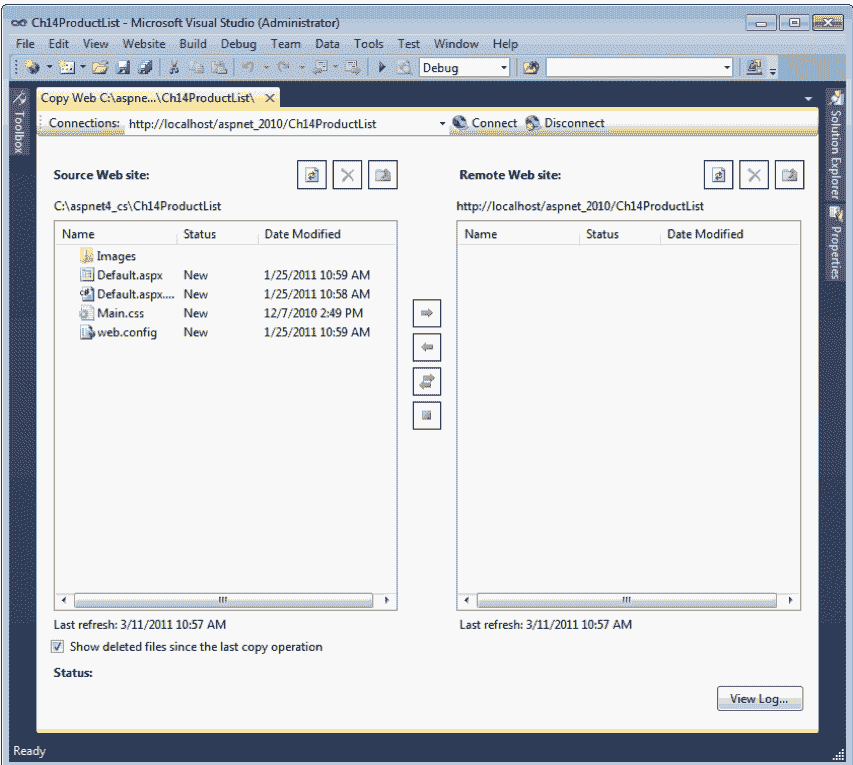 Ch14ProductList - Microsoft Visual Studio (Administrator)
File Edit View Website Build Debug Team Data Tools Test Window Help
Debug
Toolbox
Copy Web C:\aspne...\Ch14ProductList\
Connections: http://localhost/aspnet_2010/Ch14ProductList Connect Disconnect
Solution Explorer
Properties
Source Web site: Remote Web site:
C:\aspnet4_cs\Ch14ProductList http://localhost/aspnet_2010/Ch14ProductList
Name Status Date Modified Name Status Date Modified
Images
Default.aspx New 1/25/2011 10:59 AM
Default.aspx.... New 1/25/2011 10:58 AM
Main.css New 12/7/2010 2:49 PM
web.config New 1/25/2011 10:59 AM
Last refresh: 3/11/2011 10:57 AM Last refresh: 3/11/2011 10:57 AM
Show deleted files since the last copy operation
Status:
View Log...
Ready